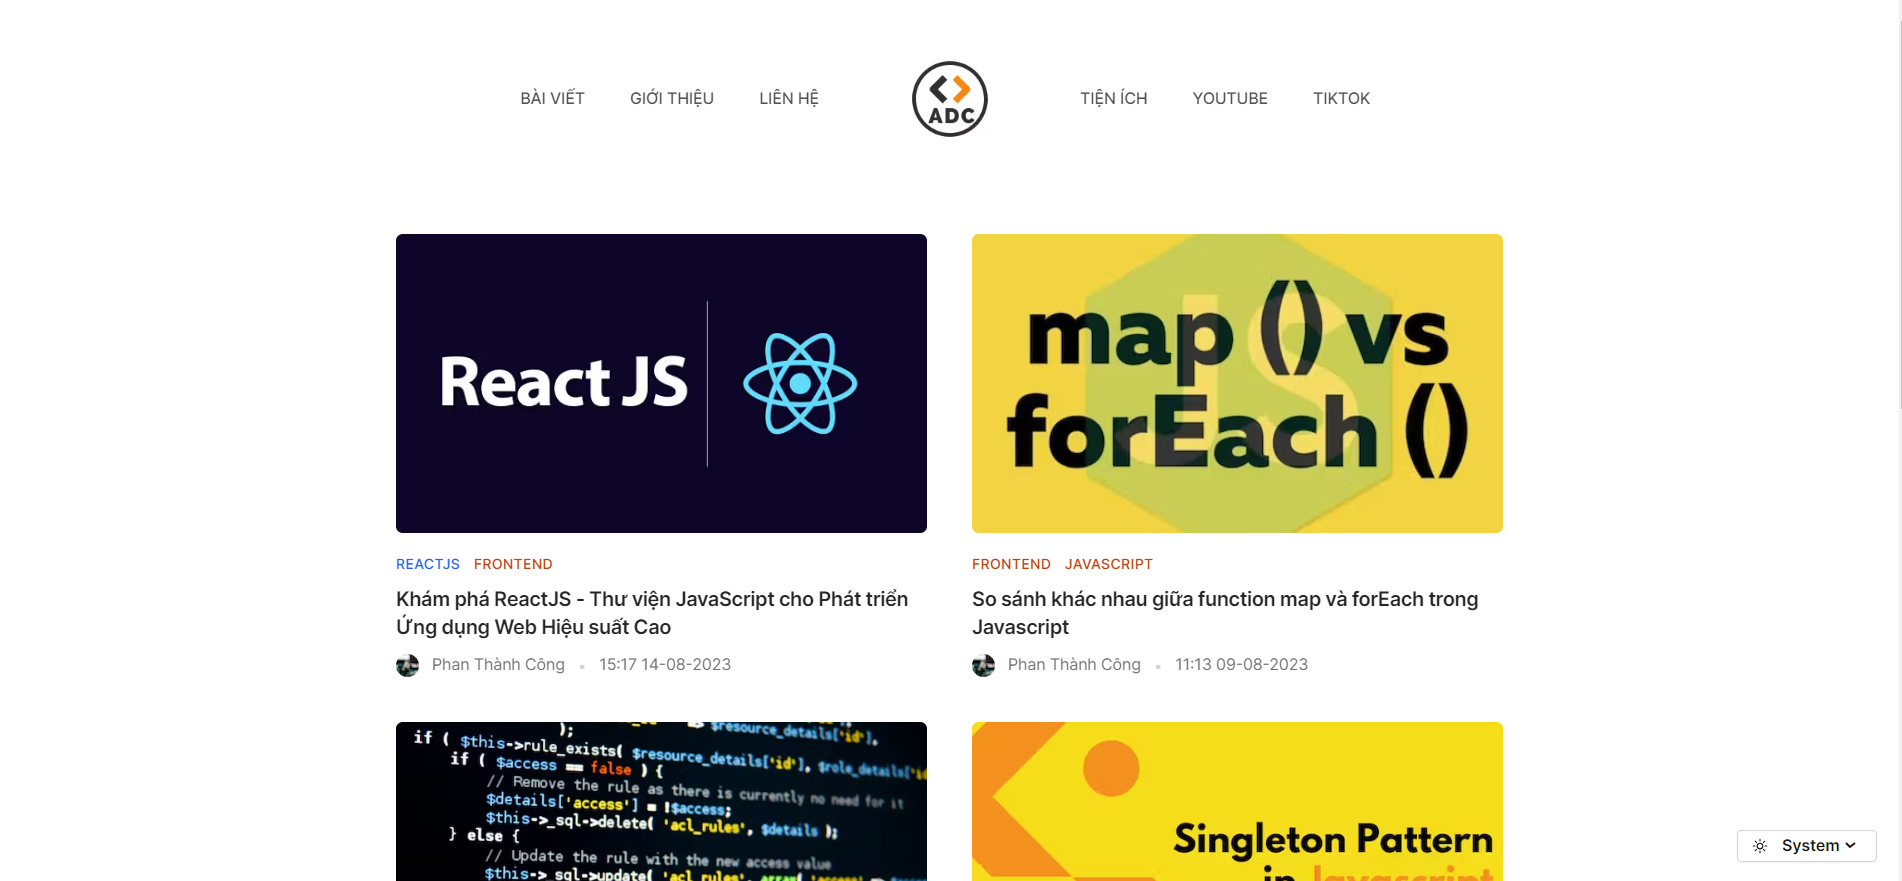 BÀI VIẾT GIỚI THIỆU LIÊN HỆ ADC TIỆN ÍCH YOUTUBE TIKTOK
React JS
map () vs
forEach ()
REACTJS FRONTEND
Khám phá ReactJS - Thư viện JavaScript cho Phát triển
Ứng dụng Web Hiệu suất Cao
Phan Thành Công 15:17 14-08-2023
FRONTEND JAVASCRIPT
So sánh khác nhau giữa function map và forEach trong
Javascript
Phan Thành Công 11:13 09-08-2023
);
if ( $this->rule_exists( $resource_details['id'], $role_details['id
if ( $access == false ) {
// Remove the rule as there is currently no need for it
$details['access'] = !$access;
$this->_sql->delete( 'acl_rules', $details );
} else {
// Update the rule with the new access value
$this->_sql->update( 'acl_rules', array( 'access'
Singleton Pattern
in Javascript
System